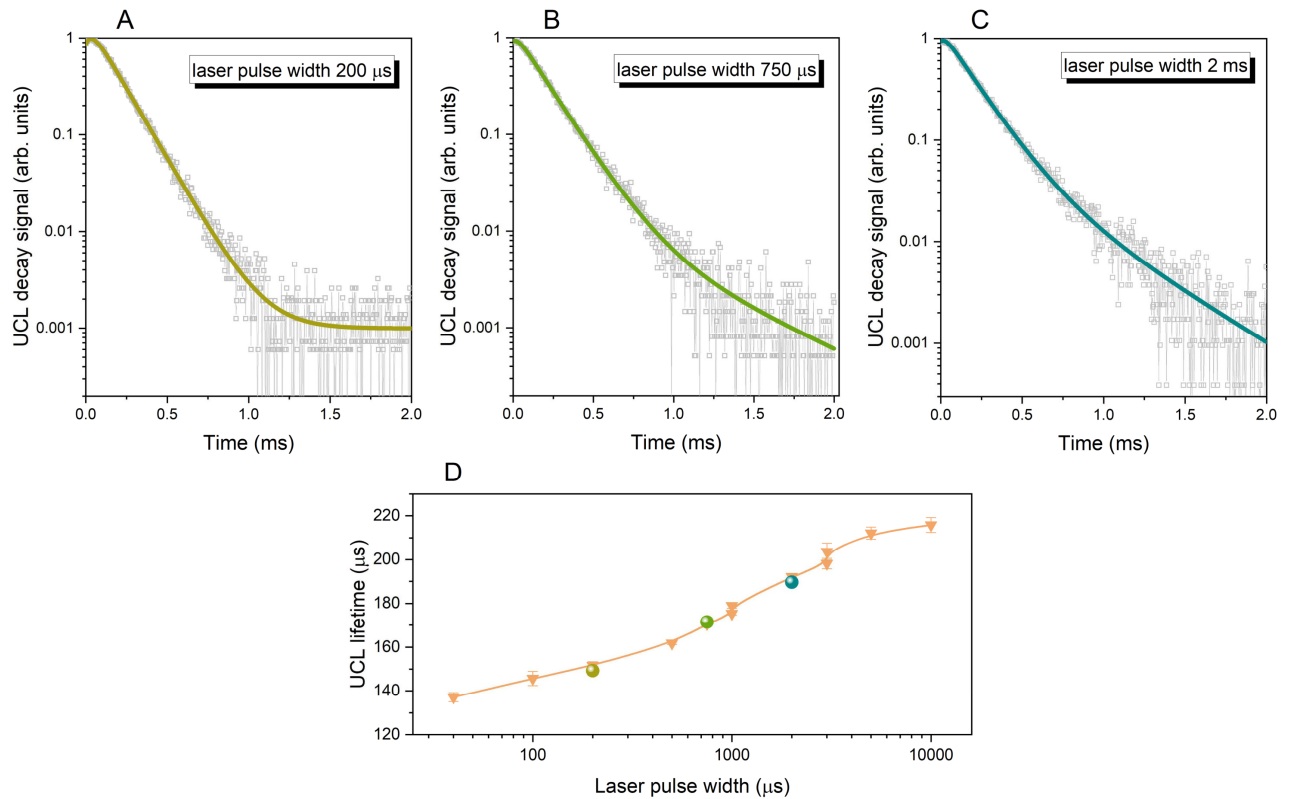 A
laser pulse width 200 μs
UCL decay signal (arb. units)
1
0.1
0.01
0.001
0.0
0.5
1.0
1.5
2.0
Time (ms)
B
laser pulse width 750 μs
UCL decay signal (arb. units)
1
0.1
0.01
0.001
0.0
0.5
1.0
1.5
2.0
Time (ms)
C
laser pulse width 2 ms
UCL decay signal (arb. units)
1
0.1
0.01
0.001
0.0
0.5
1.0
1.5
2.0
Time (ms)
D
UCL lifetime (μs)
220
200
180
160
140
120
100
1000
10000
Laser pulse width (μs)